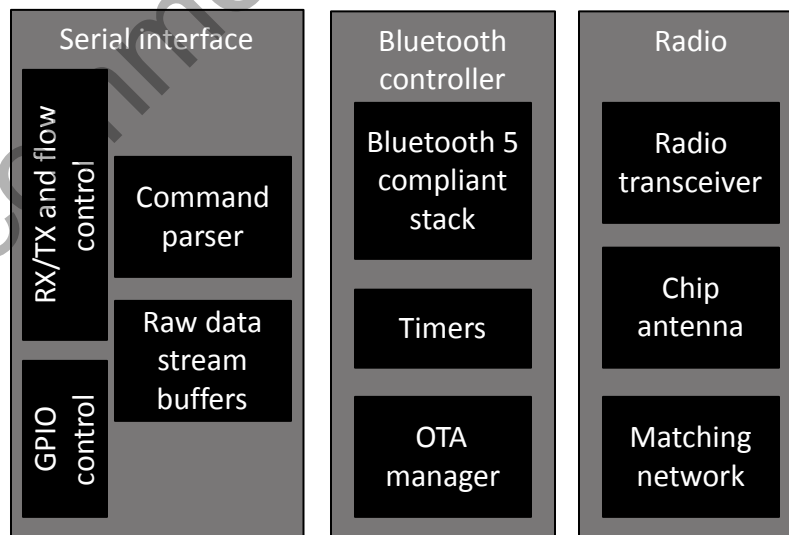 Serial interface
RX/TX and flow
control
Command
parser
Raw data
stream
buffers
GPIO
control
Bluetooth
controller
Bluetooth 5
compliant
stack
Timers
OTA
manager
Radio
Radio
transceiver
Chip
antenna
Matching
network